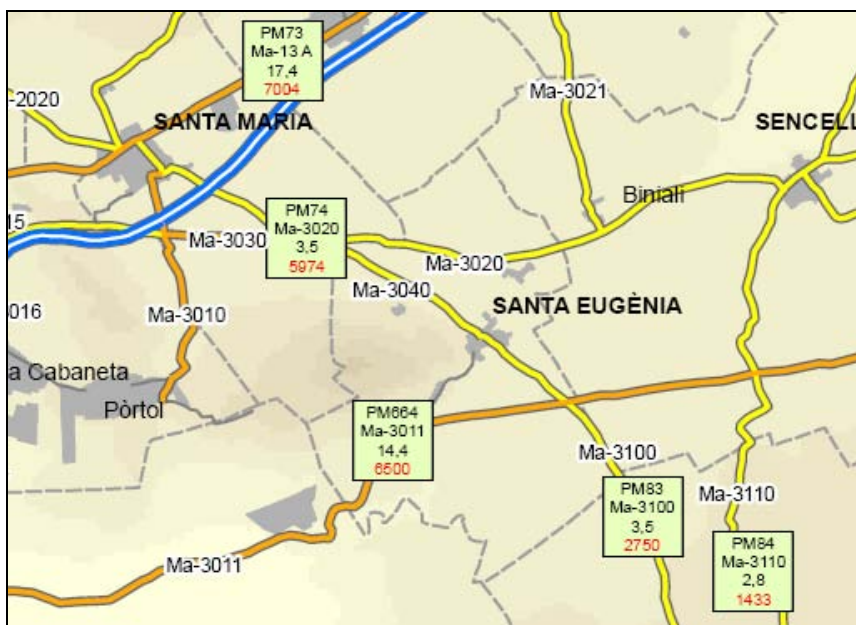 PM73
Ma-13 A
17,4
7004
-2020
SANTA MARIA
Ma-3021
SENCELL
Biniali
15
Ma-3030
PM74
Ma-3020
3,5
5974
Ma-3020
Ma-3040
SANTA EUGÈNIA
3016
Ma-3010
a Cabaneta
Pòrtol
PM664
Ma-3011
14,4
6500
Ma-3100
PM83
Ma-3100
3,5
2750
Ma-3110
PM84
Ma-3110
2,8
1433
Ma-3011